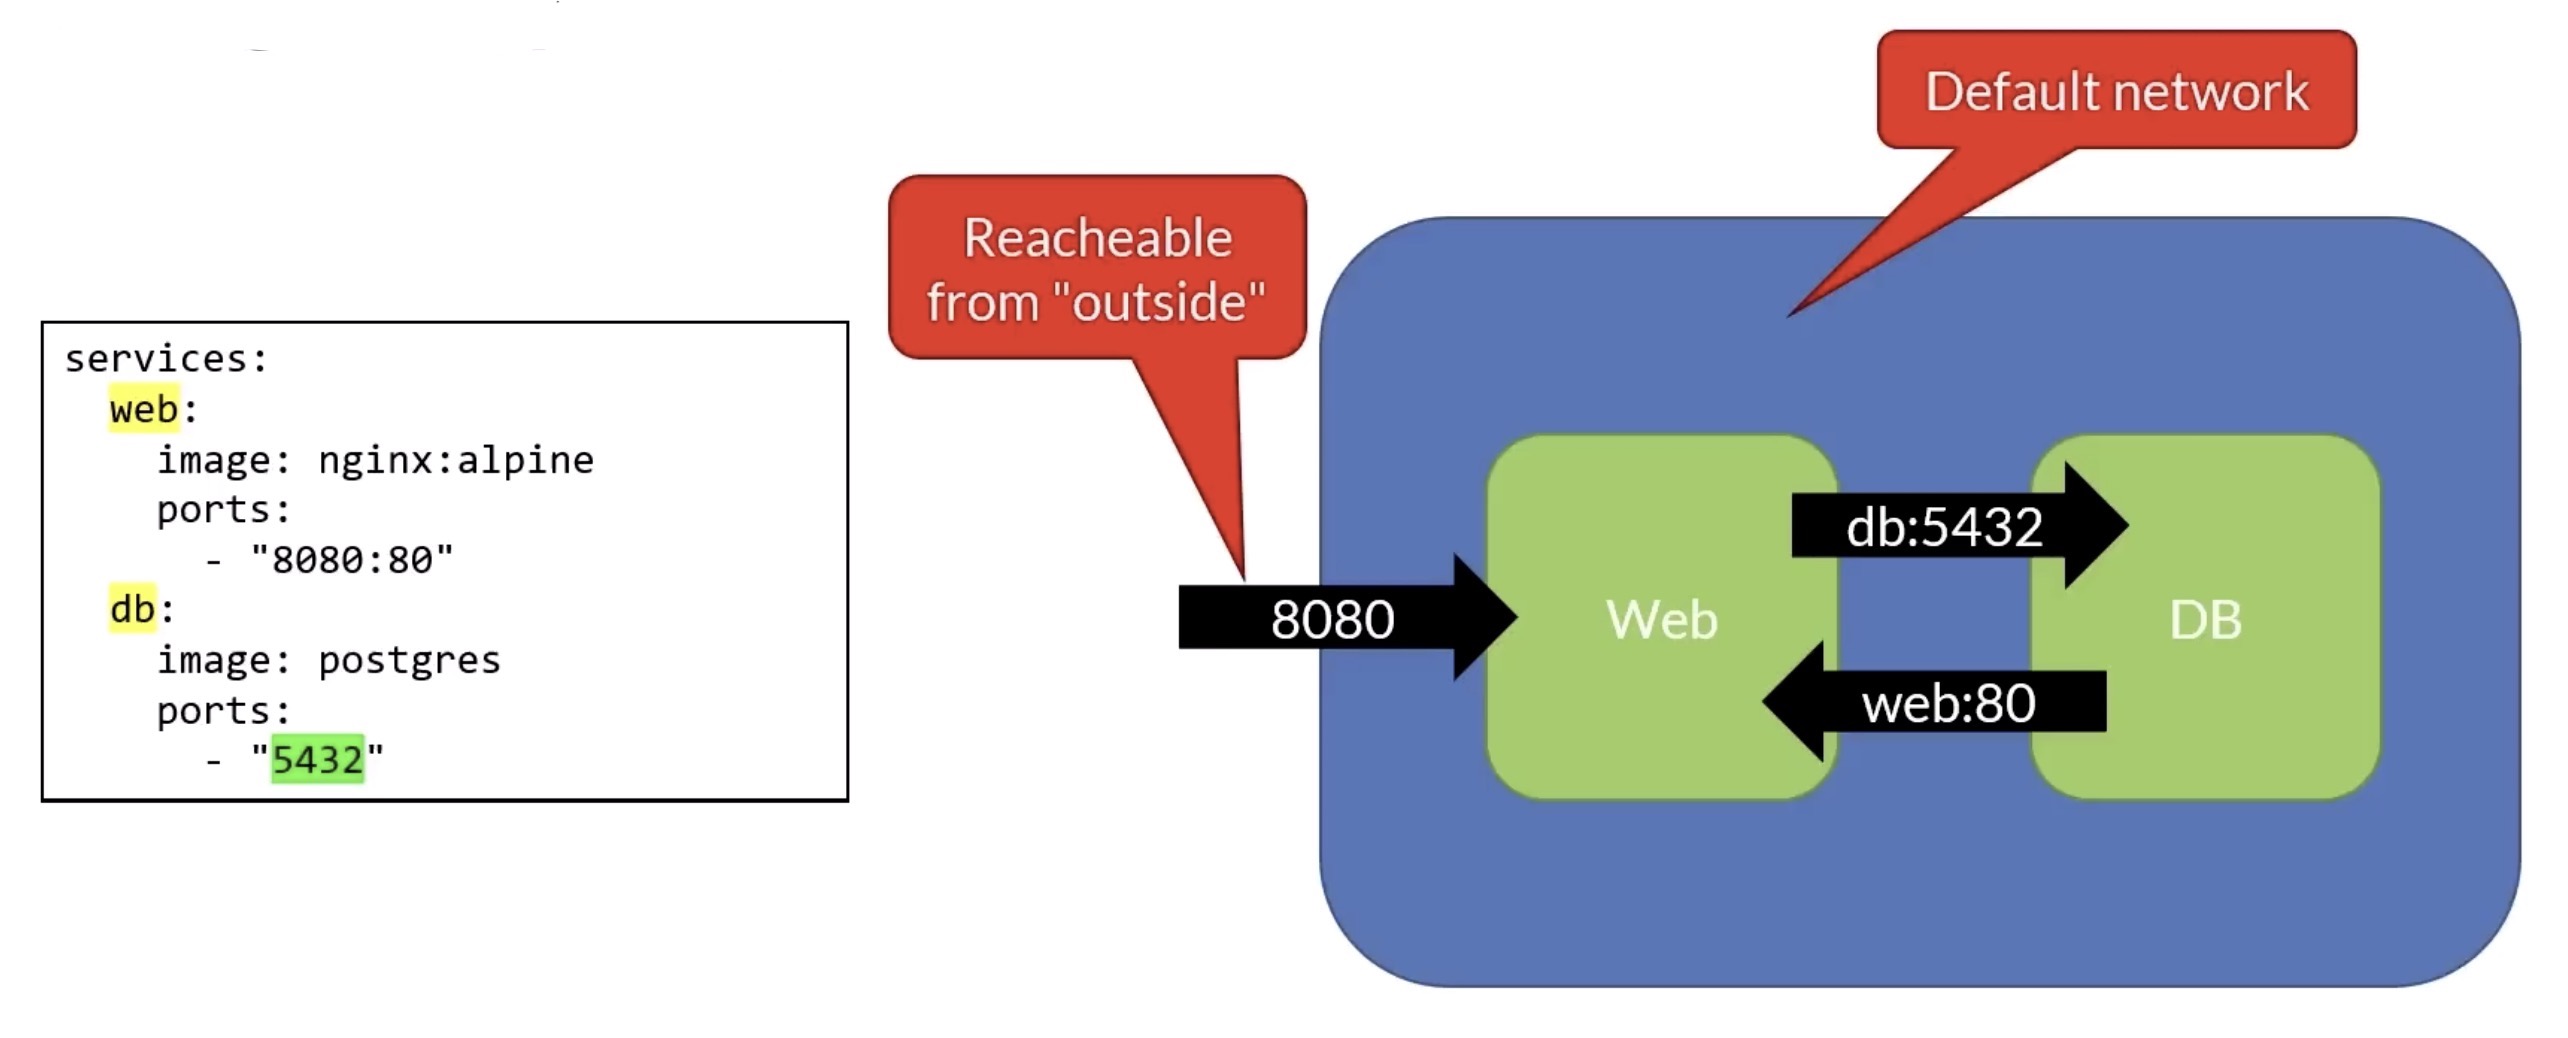 Default network
Reacheable
from "outside"
services:
  web:
    image: nginx:alpine
    ports:
      - "8080:80"
  db:
    image: postgres
    ports:
      - "5432"
8080
Web
db:5432
web:80
DB